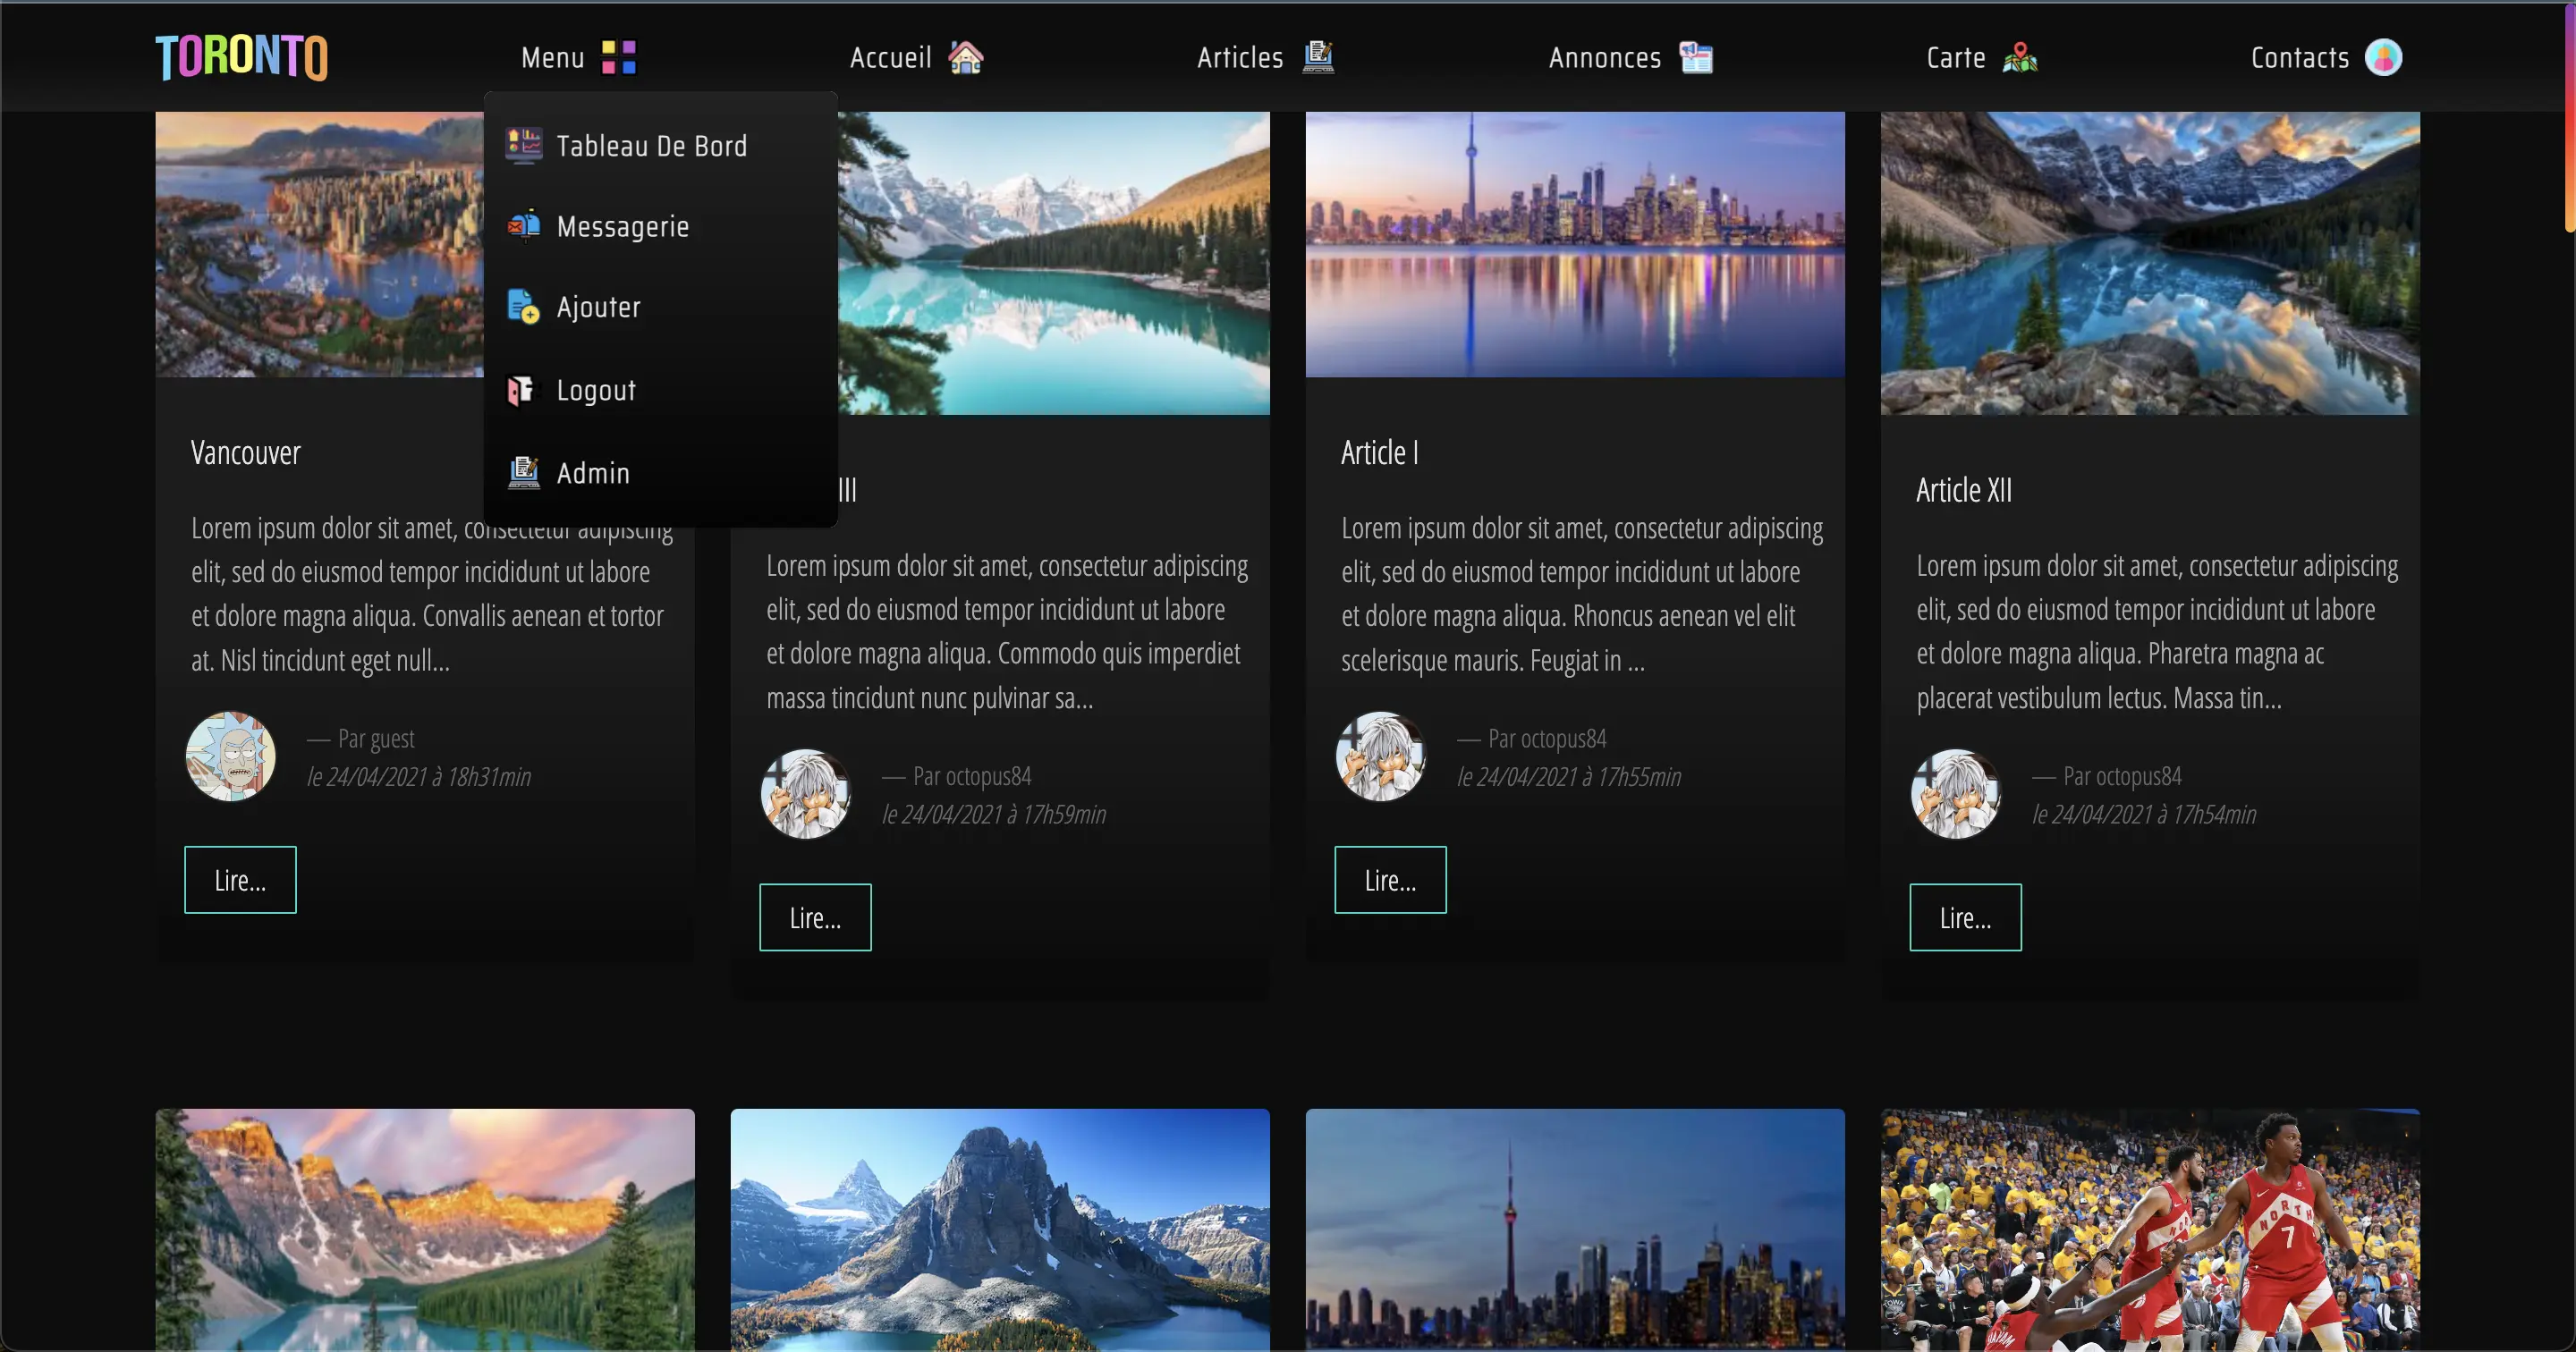 TORONTO
Menu
Accueil
Articles
Annonces
Carte
Contacts
Tableau De Bord
Messagerie
Ajouter
Logout
Admin
Vancouver
Lorem ipsum dolor sit amet, consectetur adipiscing
elit, sed do eiusmod tempor incididunt ut labore
et dolore magna aliqua. Convallis aenean et tortor
at. Nisl tincidunt eget null...
— Par guest
le 24/04/2021 à 18h31min
Lire...
III
Lorem ipsum dolor sit amet, consectetur adipiscing
elit, sed do eiusmod tempor incididunt ut labore
et dolore magna aliqua. Commodo quis imperdiet
massa tincidunt nunc pulvinar sa...
— Par octopus84
le 24/04/2021 à 17h59min
Lire...
Article I
Lorem ipsum dolor sit amet, consectetur adipiscing
elit, sed do eiusmod tempor incididunt ut labore
et dolore magna aliqua. Rhoncus aenean vel elit
scelerisque mauris. Feugiat in ...
— Par octopus84
le 24/04/2021 à 17h55min
Lire...
Article XII
Lorem ipsum dolor sit amet, consectetur adipiscing
elit, sed do eiusmod tempor incididunt ut labore
et dolore magna aliqua. Pharetra magna ac
placerat vestibulum lectus. Massa tin...
— Par octopus84
le 24/04/2021 à 17h54min
Lire...
NORTH
7